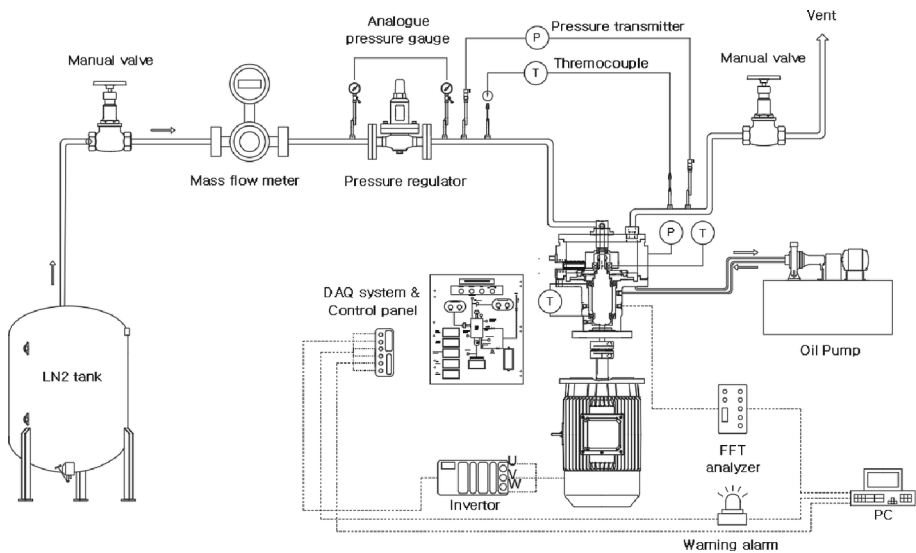 Vent
Analogue
pressure gauge
P
Pressure transmitter
Manual valve
Manual valve
T
T
Thremocouple
Mass flow meter
Pressure regulator
P
T
DAQ system &
Control panel
T
Oil Pump
LN2 tank
U
V
W
FFT
analyzer
Invertor
PC
Warning alarm